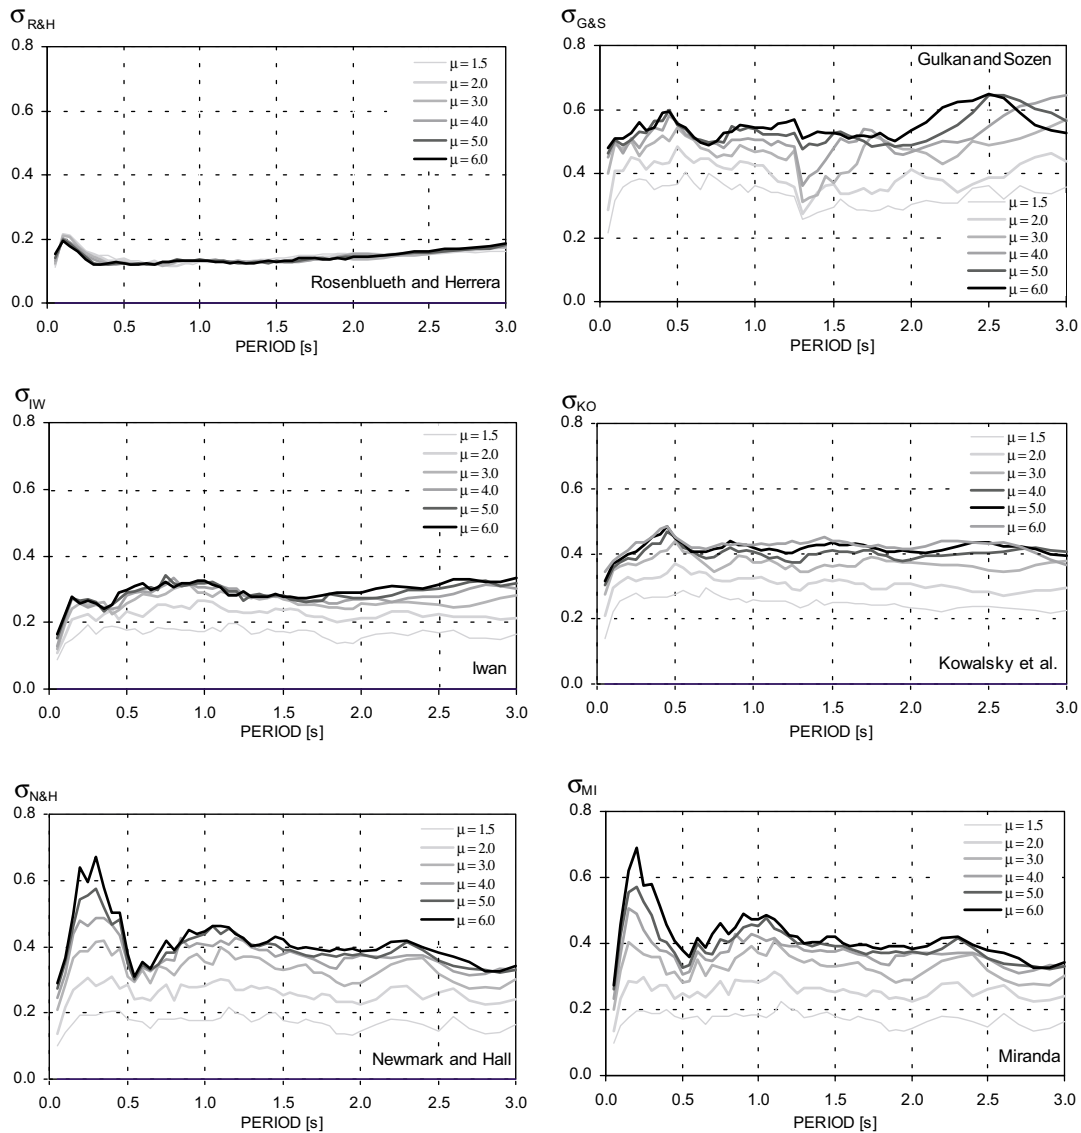 σR&H
0.8
0.6
0.4
0.2
0.0
μ = 1.5
μ = 2.0
μ = 3.0
μ = 4.0
μ = 5.0
μ = 6.0
Rosenblueth and Herrera
0.0 0.5 1.0 1.5 2.0 2.5 3.0
PERIOD [s]
σG&S
0.8
0.6
0.4
0.2
0.0
Gulkan and Sozen
μ = 1.5
μ = 2.0
μ = 3.0
μ = 4.0
μ = 5.0
μ = 6.0
0.0 0.5 1.0 1.5 2.0 2.5 3.0
PERIOD [s]
σIW
0.8
0.6
0.4
0.2
0.0
μ = 1.5
μ = 2.0
μ = 3.0
μ = 4.0
μ = 5.0
μ = 6.0
Iwan
0.0 0.5 1.0 1.5 2.0 2.5 3.0
PERIOD [s]
σKO
0.8
0.6
0.4
0.2
0.0
μ = 1.5
μ = 2.0
μ = 3.0
μ = 4.0
μ = 5.0
μ = 6.0
Kowalsky et al.
0.0 0.5 1.0 1.5 2.0 2.5 3.0
PERIOD [s]
σN&H
0.8
0.6
0.4
0.2
0.0
μ = 1.5
μ = 2.0
μ = 3.0
μ = 4.0
μ = 5.0
μ = 6.0
Newmark and Hall
0.0 0.5 1.0 1.5 2.0 2.5 3.0
PERIOD [s]
σMI
0.8
0.6
0.4
0.2
0.0
μ = 1.5
μ = 2.0
μ = 3.0
μ = 4.0
μ = 5.0
μ = 6.0
Miranda
0.0 0.5 1.0 1.5 2.0 2.5 3.0
PERIOD [s]